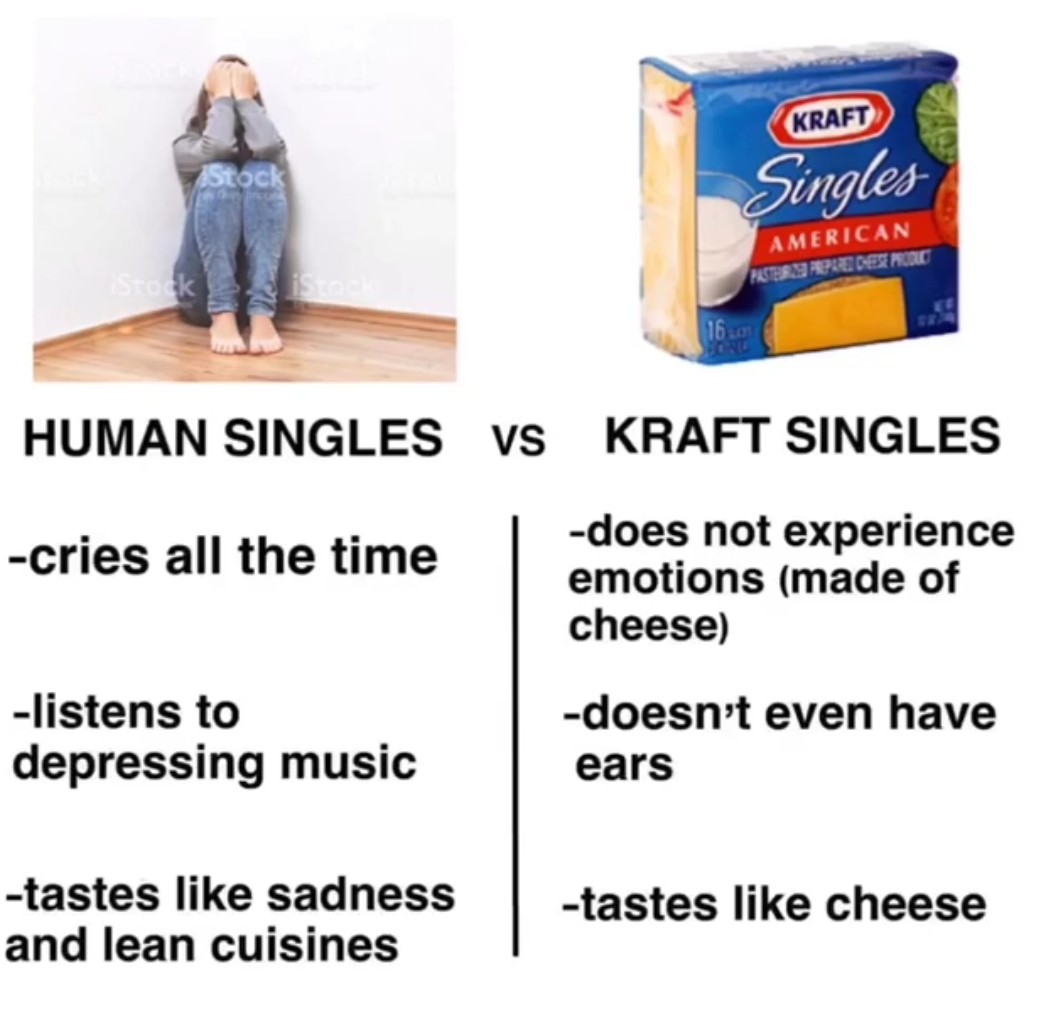 iStock
iStock
iStock
KRAFT
Singles
AMERICAN
PASTEURIZED PREPARED CHEESE PRODUCT
16
HUMAN SINGLES vs KRAFT SINGLES
-cries all the time
-listens to
depressing music
-tastes like sadness
and lean cuisines
-does not experience
emotions (made of
cheese)
-doesn't even have
ears
-tastes like cheese